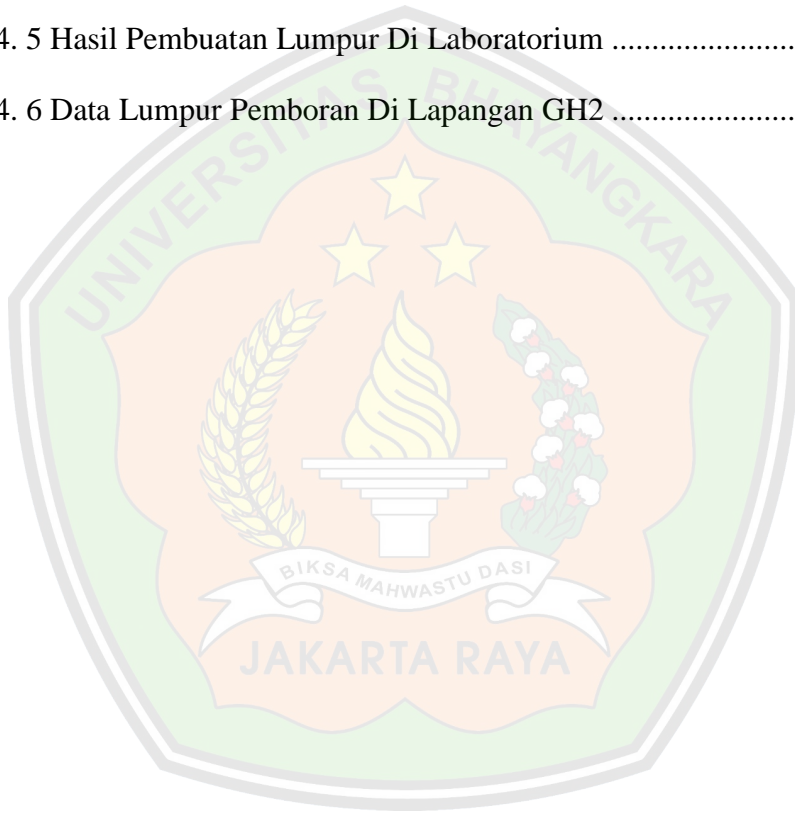 4. 5 Hasil Pembuatan Lumpur Di Laboratorium .......................
4. 6 Data Lumpur Pemboran Di Lapangan GH2 .......................
UNIVERSITAS BHAYANGKARA
BIKSA MAHWASTU DASI
JAKARTA RAYA